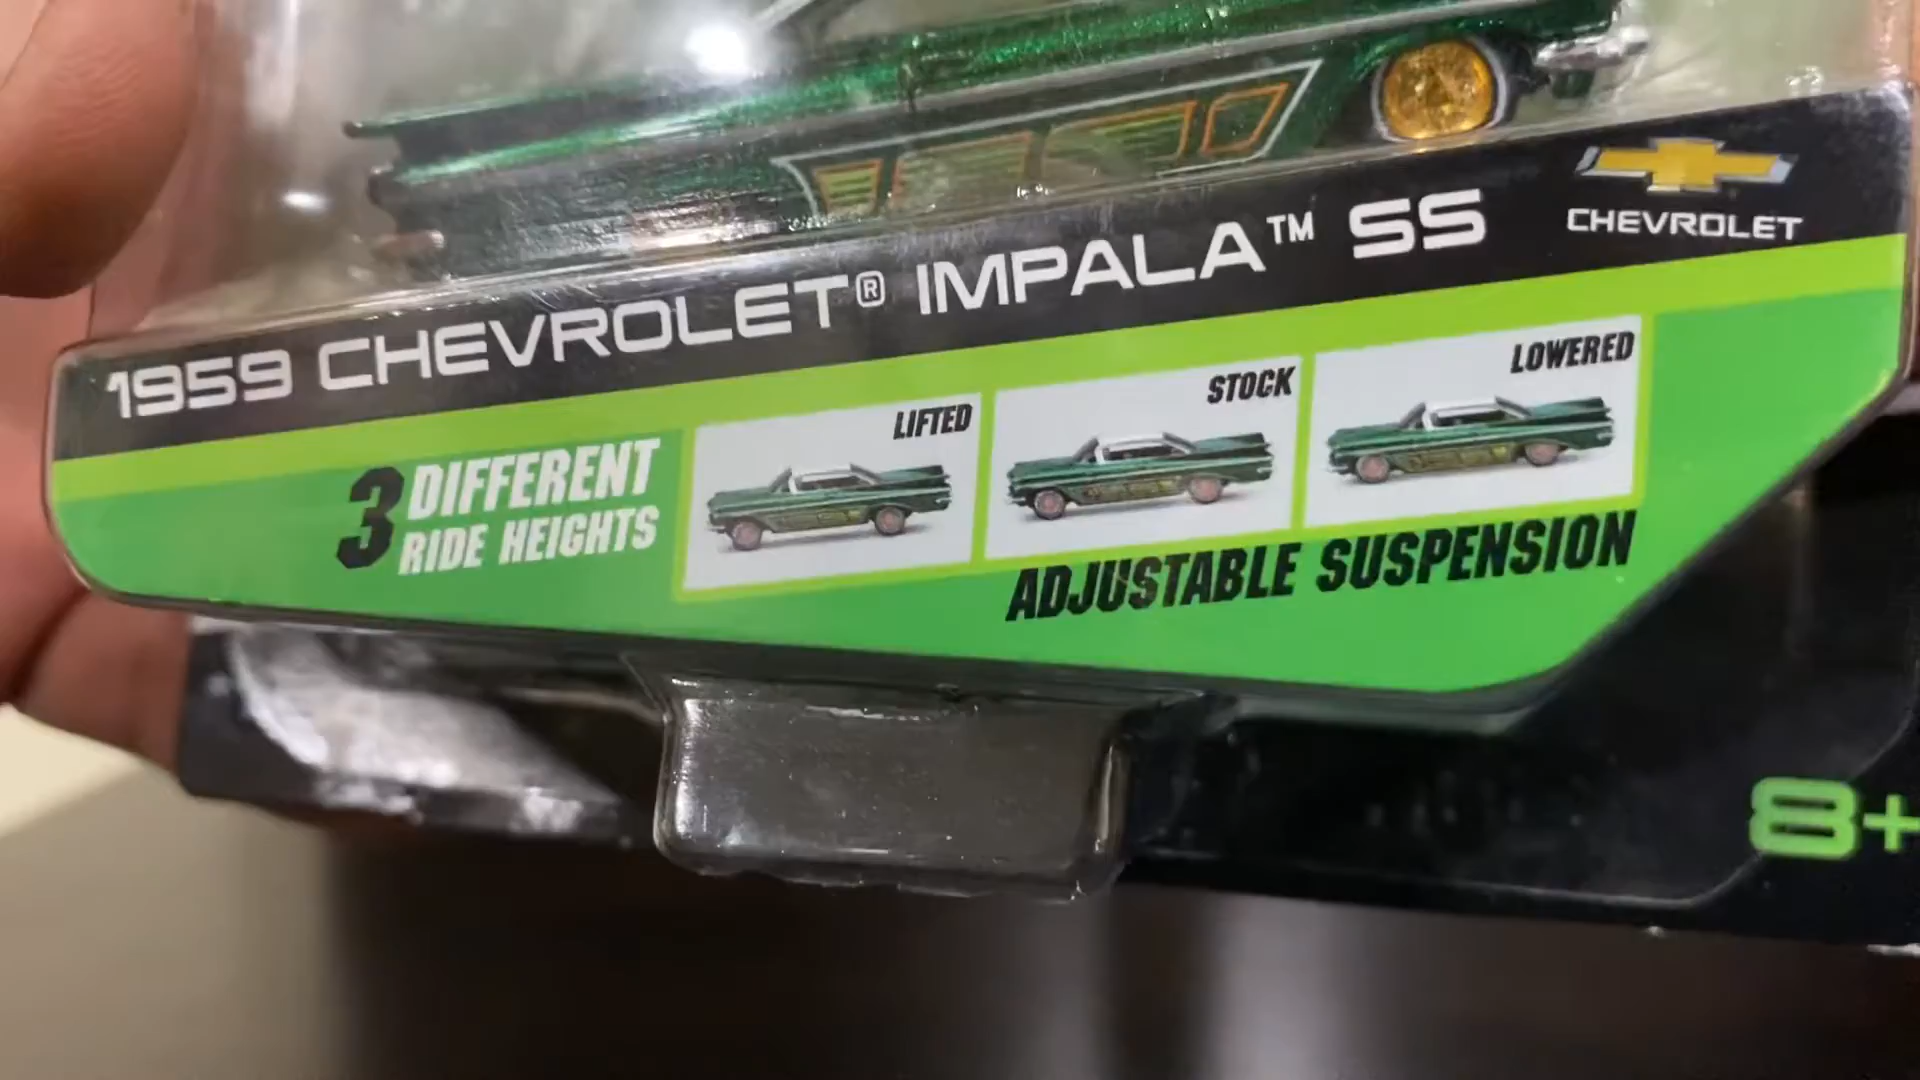 1959 CHEVROLET® IMPALA™ SS
CHEVROLET
3 DIFFERENT
RIDE HEIGHTS
LIFTED
STOCK
LOWERED
ADJUSTABLE SUSPENSION
8+